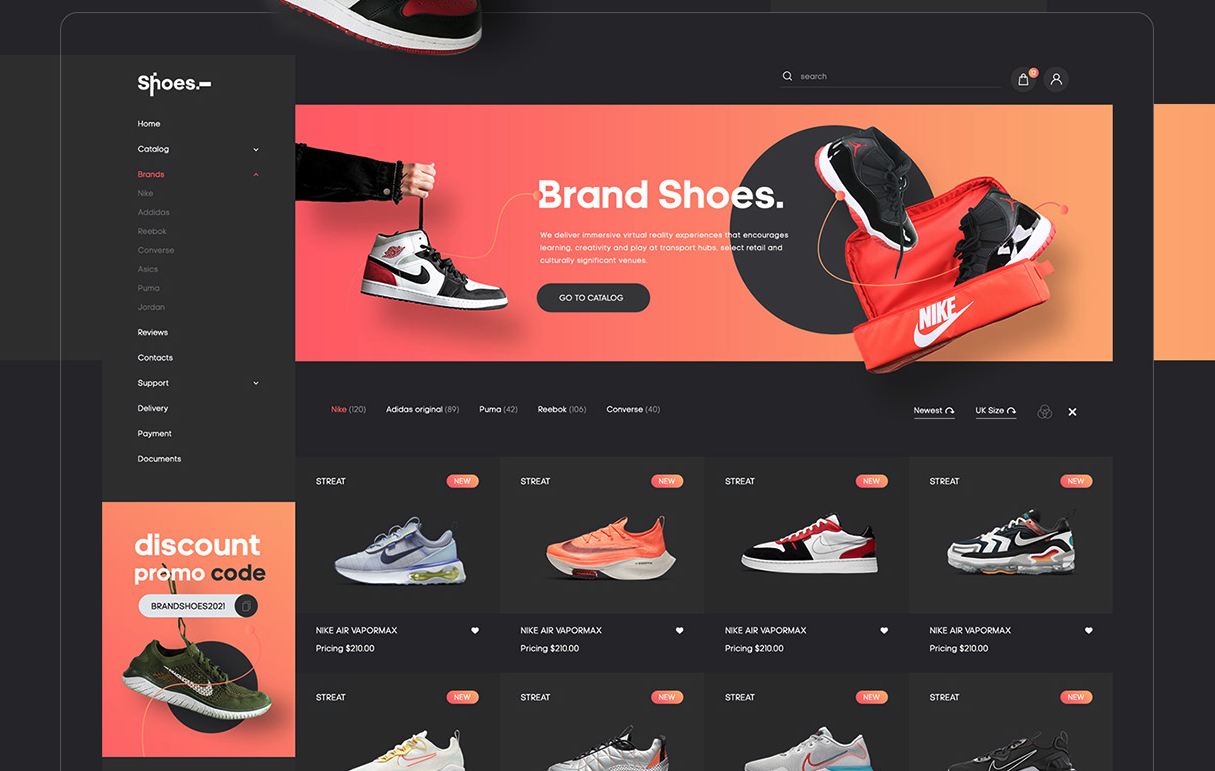 Shoes.-
search
Home
Catalog
Brands
Nike
Addidas
Reebok
Converse
Asics
Puma
Jordan
Reviews
Contacts
Support
Delivery
Payment
Documents
Brand Shoes.
We deliver immersive virtual reality experiences that encourages
learning, creativity and play at transport hubs, select retail and
culturally significant venues.
GO TO CATALOG
NIKE
Nike (120) Adidas original (89) Puma (42) Reebok (106) Converse (40)
Newest UK Size
STREAT NEW STREAT NEW STREAT NEW STREAT NEW
NIKE AIR VAPORMAX NIKE AIR VAPORMAX NIKE AIR VAPORMAX NIKE AIR VAPORMAX
Pricing $210.00 Pricing $210.00 Pricing $210.00 Pricing $210.00
STREAT NEW STREAT NEW STREAT NEW STREAT NEW
discount
promo code
BRANDSHOES2021